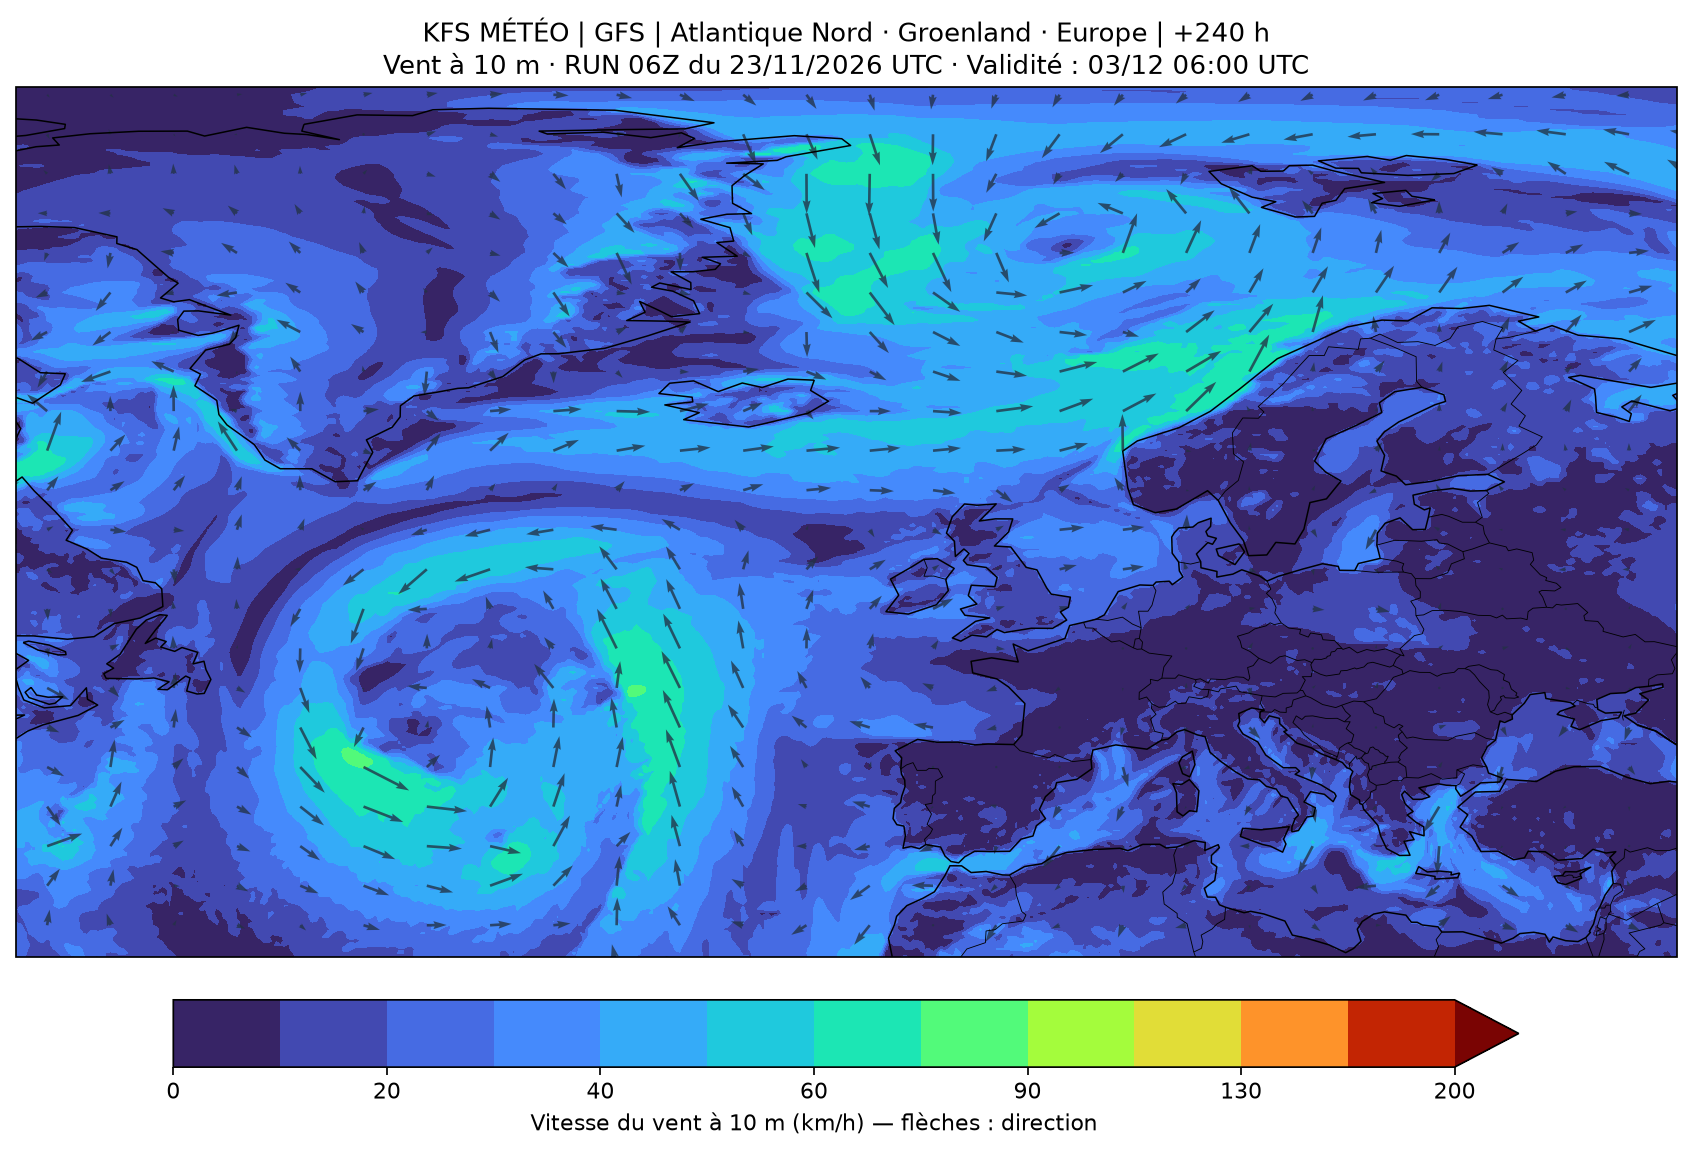 KFS MÉTÉO | GFS | Atlantique Nord · Groenland · Europe | +240 h
Vent à 10 m · RUN 06Z du 23/11/2026 UTC · Validité : 03/12 06:00 UTC
0 20 40 60 90 130 200
Vitesse du vent à 10 m (km/h) — flèches : direction